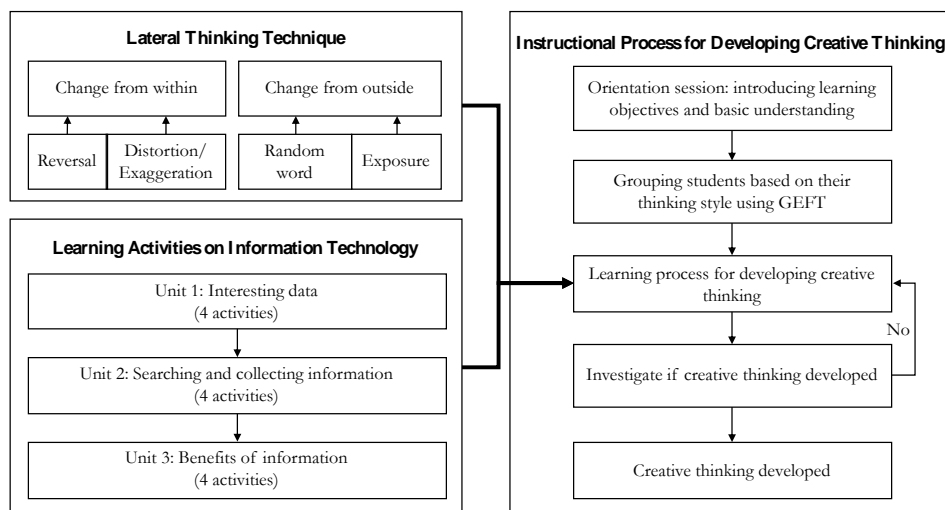 Lateral Thinking Technique
Change from within
Change from outside
Reversal
Distortion/
Exaggeration
Random
word
Exposure
Learning Activities on Information Technology
Unit 1: Interesting data
(4 activities)
Unit 2: Searching and collecting information
(4 activities)
Unit 3: Benefits of information
(4 activities)
Instructional Process for Developing Creative Thinking
Orientation session: introducing learning
objectives and basic understanding
Grouping students based on their
thinking style using GEFT
Learning process for developing creative
thinking
No
Investigate if creative thinking developed
Creative thinking developed